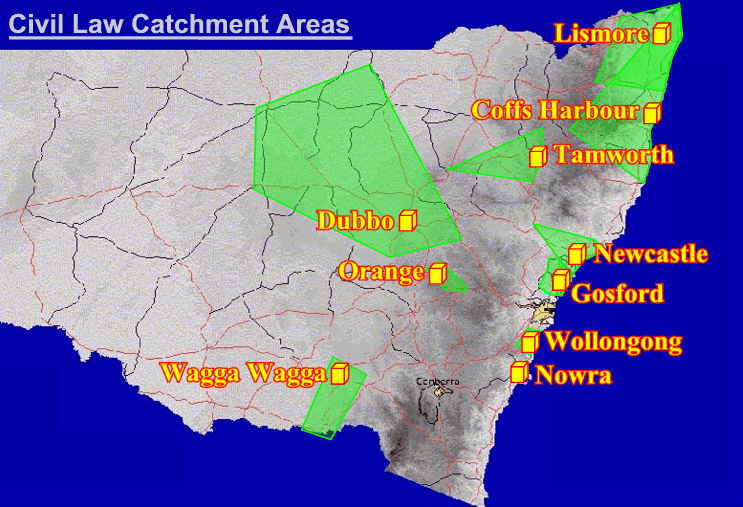 Civil Law Catchment Areas
Lismore
Coffs Harbour
Tamworth
Dubbo
Newcastle
Orange
Gosford
Wollongong
Wagga Wagga
Nowra
Canberra